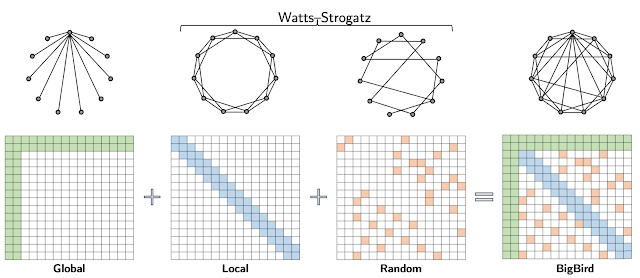 Watts-Strogatz
+ + =
Global Local Random BigBird